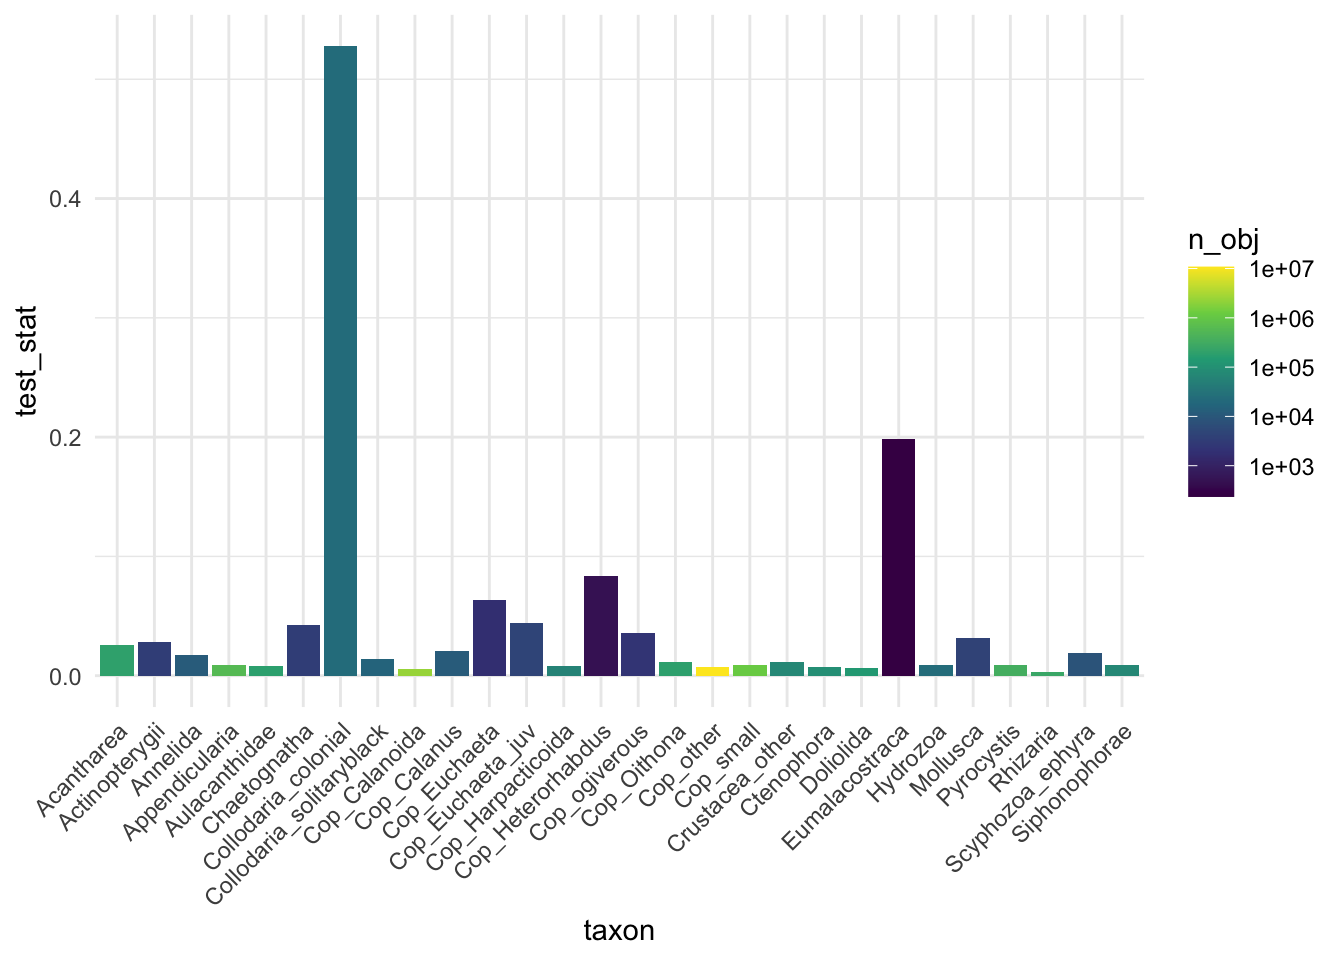 test_stat
0.4
0.2
0.0
Acantharea
Actinopterygii
Annelida
Appendicularia
Aulacanthidae
Chaetognatha
Collodaria_colonial
Collodaria_solitaryblack
Cop_Calanoida
Cop_Calanus
Cop_Euchaeta
Cop_Euchaeta_juv
Cop_Harpacticoida
Cop_Heterorhabdus
Cop_ogiverous
Cop_Oithona
Cop_other
Cop_small
Crustacea_other
Ctenophora
Doliolida
Eumalacostraca
Hydrozoa
Mollusca
Pyrocystis
Rhizaria
Scyphozoa_ephyra
Siphonophorae
taxon
n_obj
1e+07
1e+06
1e+05
1e+04
1e+03